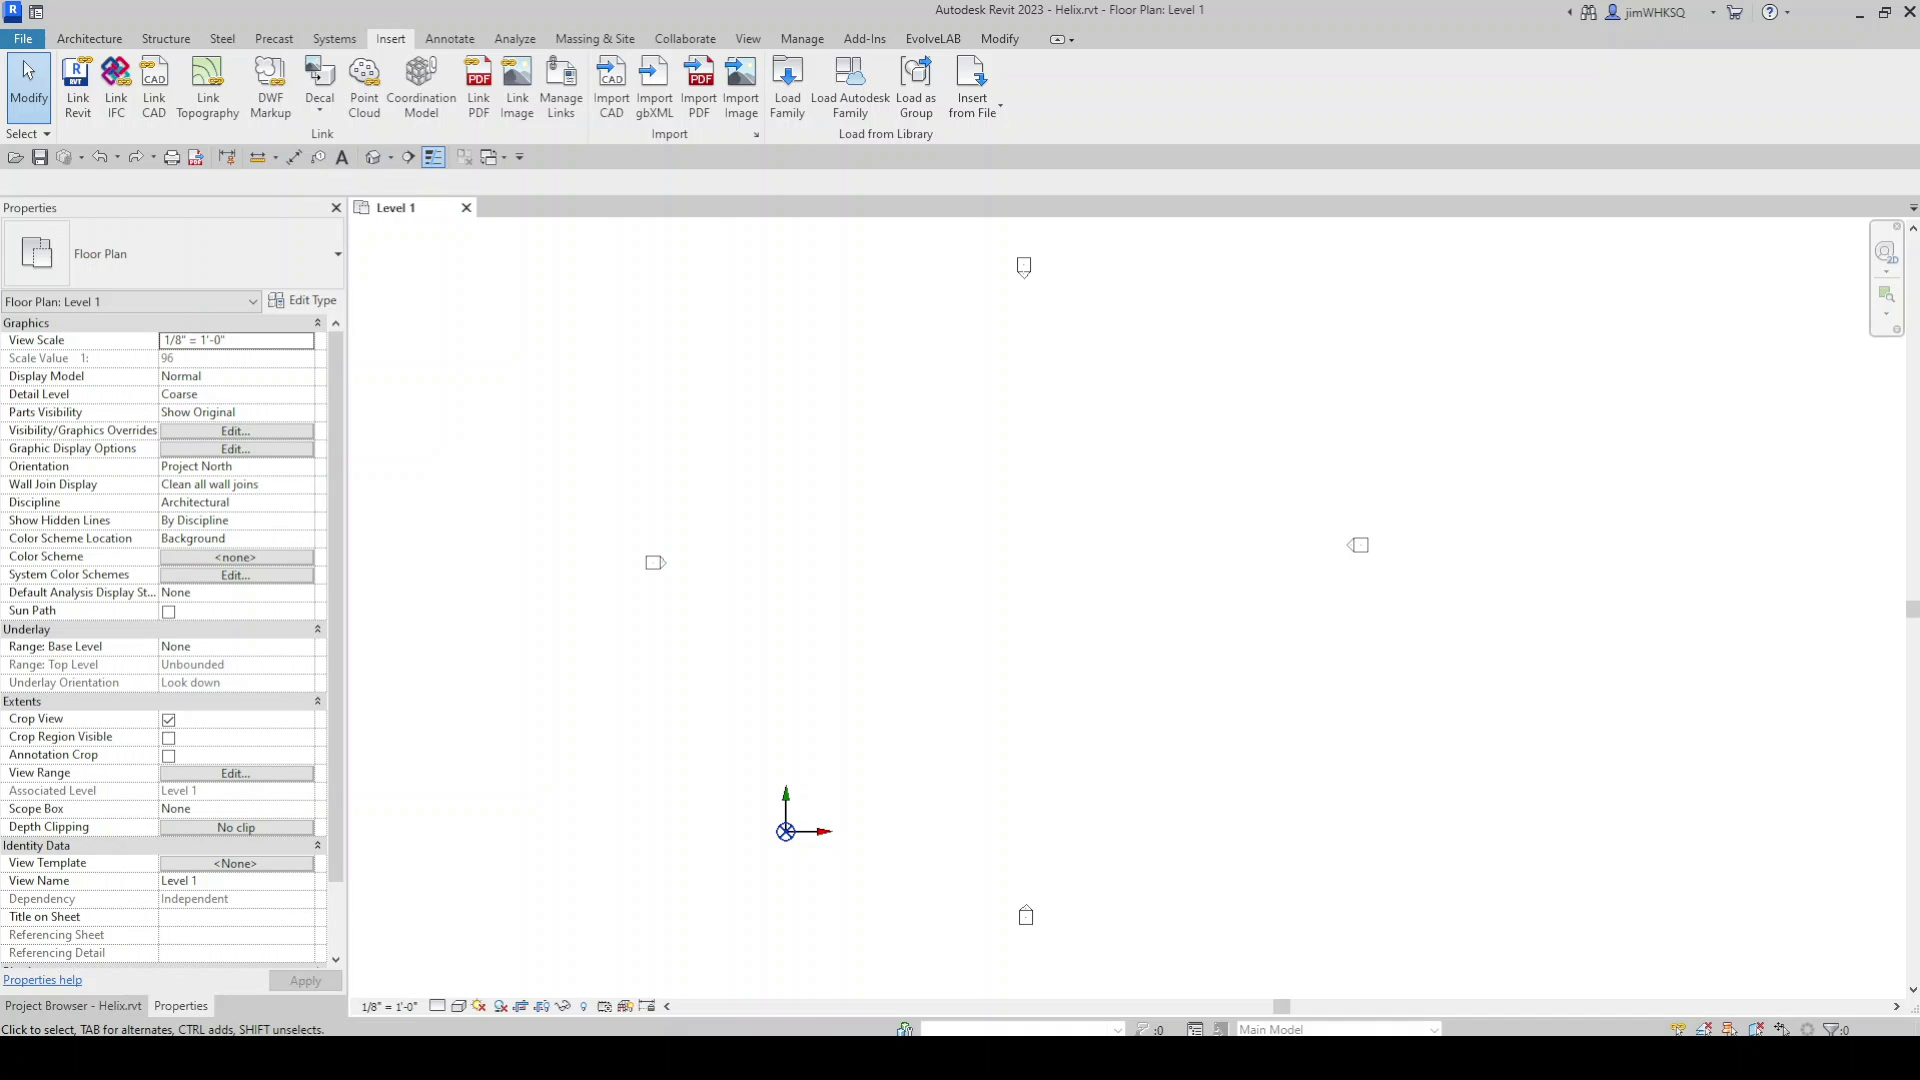 R
Autodesk Revit 2023 - Helix.rvt - Floor Plan: Level 1
jimWHKSQ
File Architecture Structure Steel Precast Systems Insert Annotate Analyze Massing & Site Collaborate View Manage Add-Ins EvolveLAB Modify
Modify
Link Revit
Link IFC
Link CAD
Link Topography
DWF Markup
Decal
Point Cloud
Coordination Model
Link PDF
Link Image
Manage Links
Import CAD
Import gbXML
Import PDF
Import Image
Load Family
Load Autodesk Family
Load as Group
Insert from File
Select
Link
Import
Load from Library
Properties
Level 1
Floor Plan
Floor Plan: Level 1
Edit Type
Graphics
View Scale 1/8" = 1'-0"
Scale Value 1: 96
Display Model Normal
Detail Level Coarse
Parts Visibility Show Original
Visibility/Graphics Overrides Edit...
Graphic Display Options Edit...
Orientation Project North
Wall Join Display Clean all wall joins
Discipline Architectural
Show Hidden Lines By Discipline
Color Scheme Location Background
Color Scheme <none>
System Color Schemes Edit...
Default Analysis Display St... None
Sun Path
Underlay
Range: Base Level None
Range: Top Level Unbounded
Underlay Orientation Look down
Extents
Crop View
Crop Region Visible
Annotation Crop
View Range Edit...
Associated Level Level 1
Scope Box None
Depth Clipping No clip
Identity Data
View Template <None>
View Name Level 1
Dependency Independent
Title on Sheet
Referencing Sheet
Referencing Detail
Properties help
Apply
Project Browser - Helix.rvt Properties
1/8" = 1'-0"
Click to select, TAB for alternates, CTRL adds, SHIFT unselects.
:0
Main Model
:0